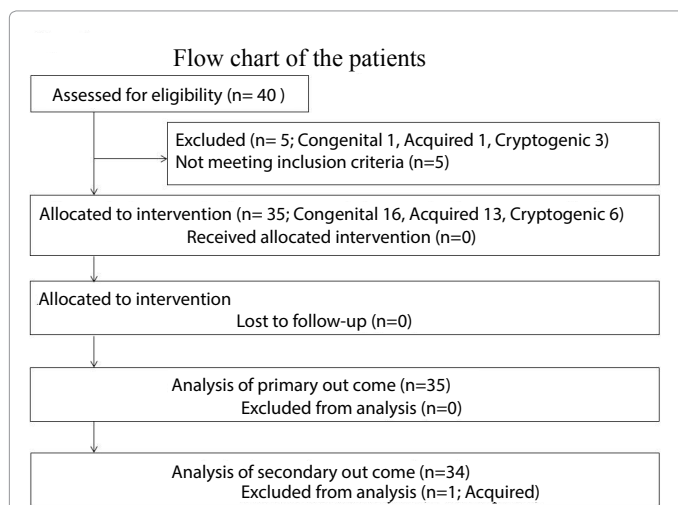 Flow chart of the patients
Assessed for eligibility (n= 40 )
Excluded (n= 5; Congenital 1, Acquired 1, Cryptogenic 3)
Not meeting inclusion criteria (n=5)
Allocated to intervention (n= 35; Congenital 16, Acquired 13, Cryptogenic 6)
Received allocated intervention (n=0)
Allocated to intervention
Lost to follow-up (n=0)
Analysis of primary out come (n=35)
Excluded from analysis (n=0)
Analysis of secondary out come (n=34)
Excluded from analysis (n=1; Acquired)